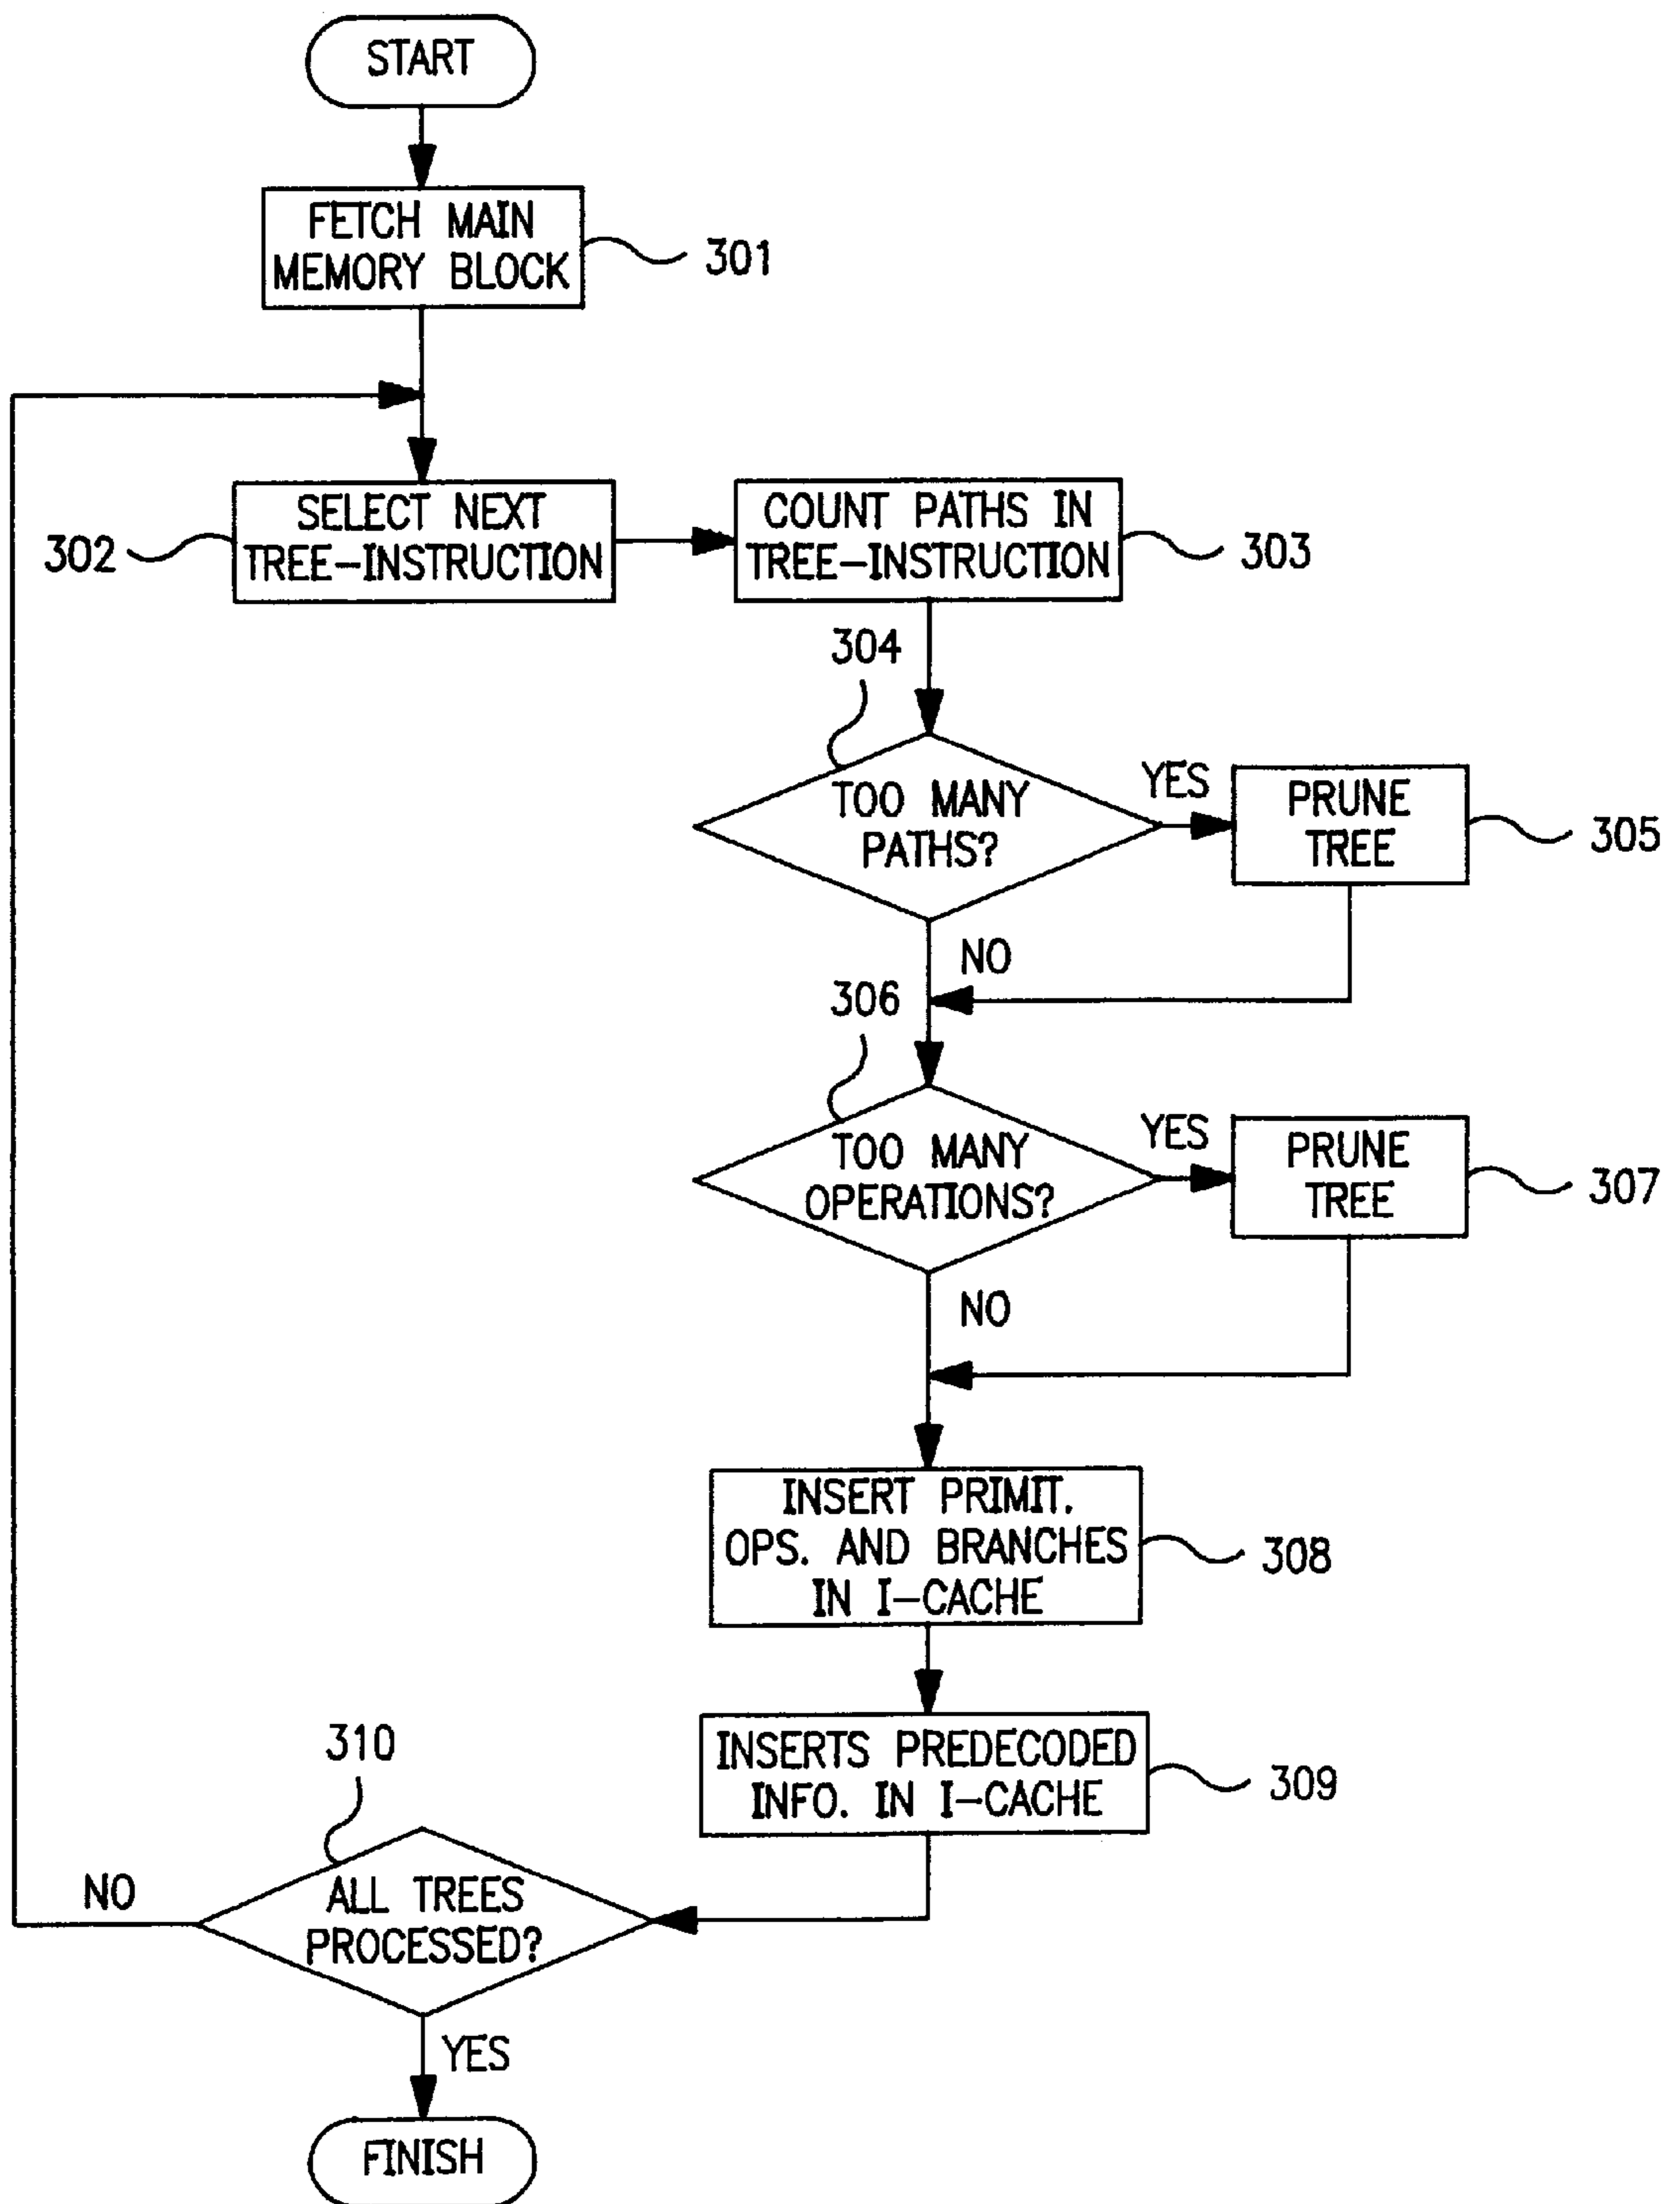 START
FETCH MAIN
MEMORY BLOCK
301
SELECT NEXT
TREE-INSTRUCTION
302
COUNT PATHS IN
TREE-INSTRUCTION
303
304
TOO MANY
PATHS?
YES
PRUNE
TREE
305
NO
306
TOO MANY
OPERATIONS?
YES
PRUNE
TREE
307
NO
INSERT PRIMIT.
OPS. AND BRANCHES
IN I-CACHE
308
INSERTS PREDECODED
INFO. IN I-CACHE
309
310
ALL TREES
PROCESSED?
NO
YES
FINISH